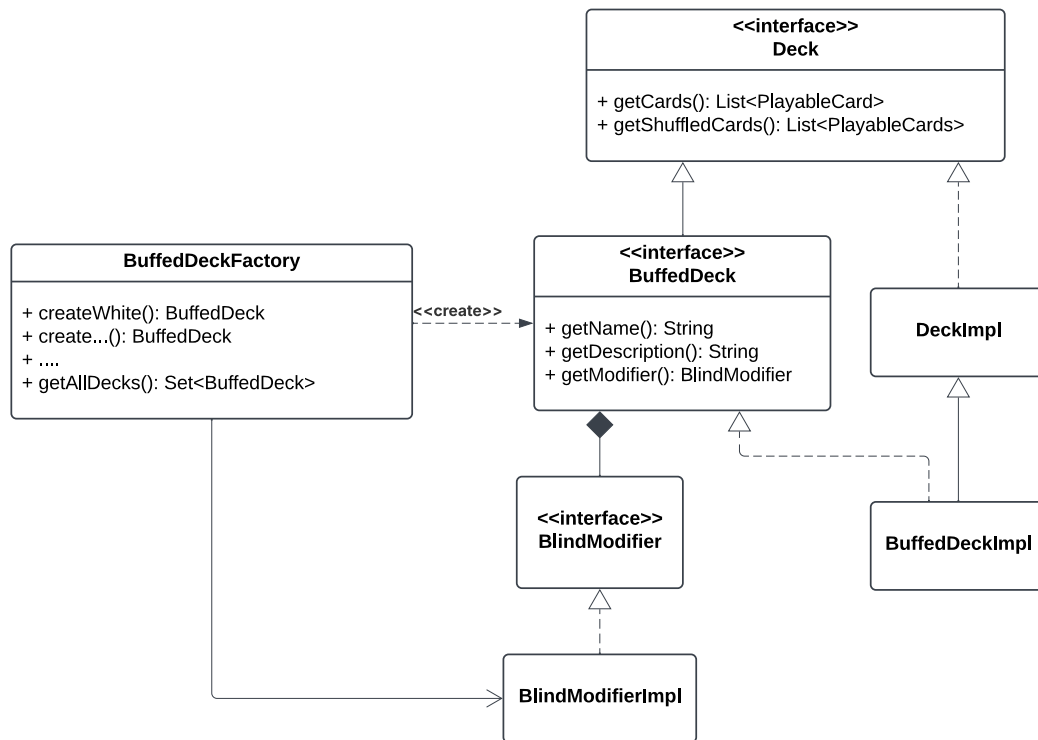 <<interface>>
Deck
+ getCards(): List<PlayableCard>
+ getShuffledCards(): List<PlayableCards>
BuffedDeckFactory
+ createWhite(): BuffedDeck
+ create...(): BuffedDeck
+ ....
+ getAllDecks(): Set<BuffedDeck>
<<create>>
<<interface>>
BuffedDeck
+ getName(): String
+ getDescription(): String
+ getModifier(): BlindModifier
DeckImpl
<<interface>>
BlindModifier
BuffedDeckImpl
BlindModifierImpl